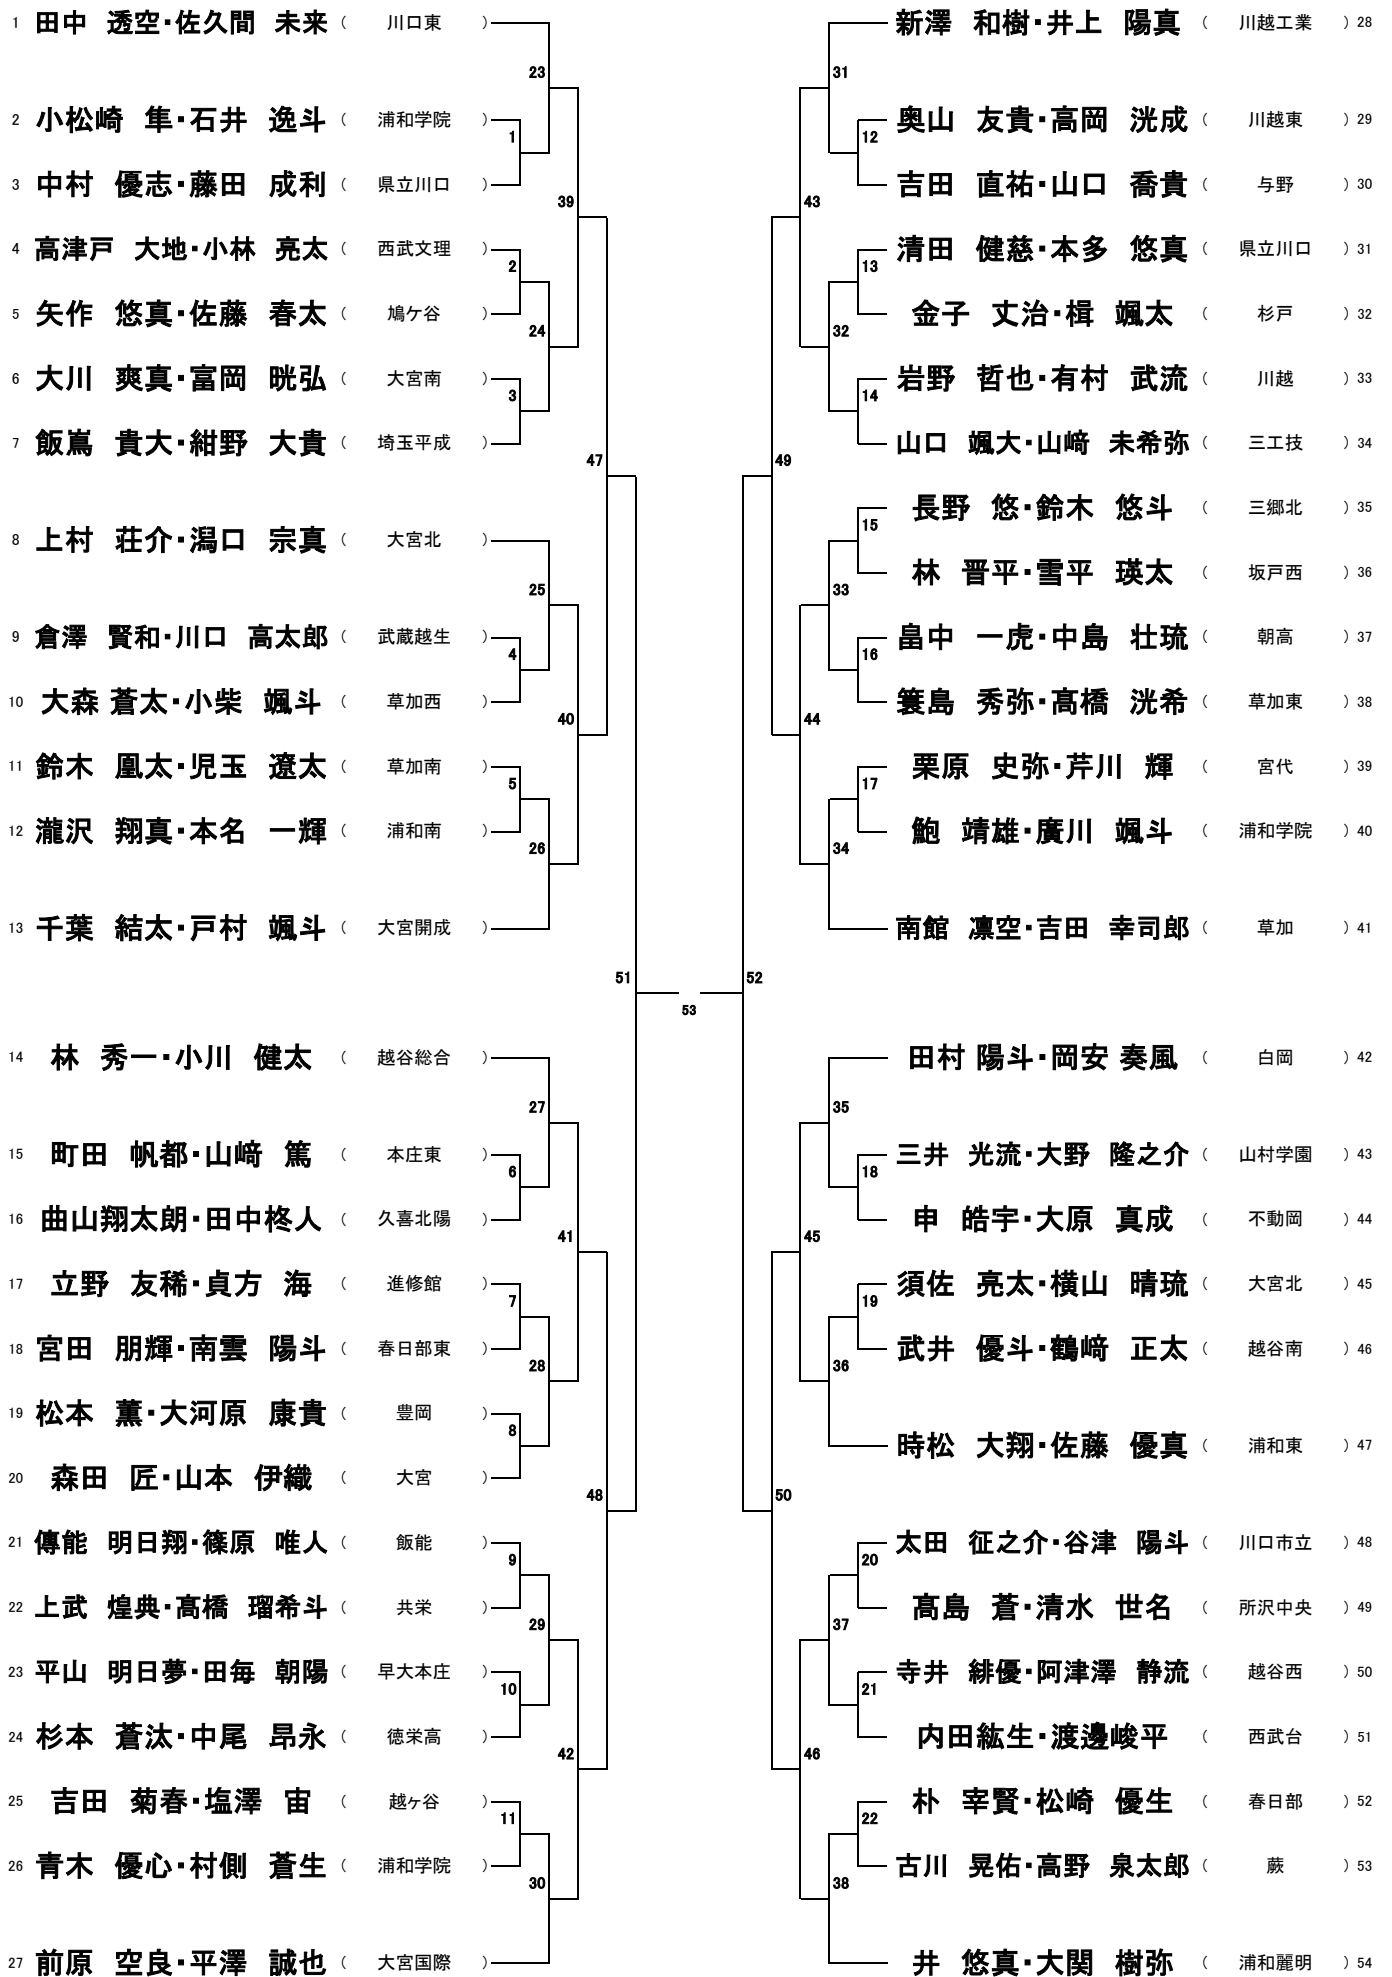 1 田中 透空・佐久間 未来 ( 川口東 )
23
2 小松崎 隼・石井 逸斗 ( 浦和学院 )
1
3 中村 優志・藤田 成利 ( 県立川口 )
39
4 高津戸 大地・小林 亮太 ( 西武文理 )
2
5 矢作 悠真・佐藤 春太 ( 鳩ケ谷 )
24
6 大川 爽真・富岡 晄弘 ( 大宮南 )
3
7 飯嶌 貴大・紺野 大貴 ( 埼玉平成 )
47
8 上村 荘介・潟口 宗真 ( 大宮北 )
25
9 倉澤 賢和・川口 高太郎 ( 武蔵越生 )
4
10 大森 蒼太・小柴 颯斗 ( 草加西 )
40
11 鈴木 凰太・児玉 遼太 ( 草加南 )
5
12 瀧沢 翔真・本名 一輝 ( 浦和南 )
26
13 千葉 結太・戸村 颯斗 ( 大宮開成 )
51
14 林 秀一・小川 健太 ( 越谷総合 )
27
15 町田 帆都・山﨑 篤 ( 本庄東 )
6
16 曲山翔太朗・田中柊人 ( 久喜北陽 )
41
17 立野 友稀・貞方 海 ( 進修館 )
7
18 宮田 朋輝・南雲 陽斗 ( 春日部東 )
28
19 松本 薫・大河原 康貴 ( 豊岡 )
8
20 森田 匠・山本 伊織 ( 大宮 )
48
21 傳能 明日翔・篠原 唯人 ( 飯能 )
9
22 上武 煌典・髙橋 瑠希斗 ( 共栄 )
29
23 平山 明日夢・田毎 朝陽 ( 早大本庄 )
10
24 杉本 蒼汰・中尾 昂永 ( 徳栄高 )
42
25 吉田 菊春・塩澤 宙 ( 越ヶ谷 )
11
26 青木 優心・村側 蒼生 ( 浦和学院 )
30
27 前原 空良・平澤 誠也 ( 大宮国際 )
53
新澤 和樹・井上 陽真 ( 川越工業 ) 28
31
奥山 友貴・高岡 洸成 ( 川越東 ) 29
12
吉田 直祐・山口 喬貴 ( 与野 ) 30
43
清田 健慈・本多 悠真 ( 県立川口 ) 31
13
金子 丈治・楫 颯太 ( 杉戸 ) 32
32
岩野 哲也・有村 武流 ( 川越 ) 33
14
山口 颯大・山﨑 未希弥 ( 三工技 ) 34
49
長野 悠・鈴木 悠斗 ( 三郷北 ) 35
15
林 晋平・雪平 瑛太 ( 坂戸西 ) 36
33
畠中 一虎・中島 壮琉 ( 朝高 ) 37
16
簑島 秀弥・髙橋 洸希 ( 草加東 ) 38
44
栗原 史弥・芹川 輝 ( 宮代 ) 39
17
鮑 靖雄・廣川 颯斗 ( 浦和学院 ) 40
34
南館 凛空・吉田 幸司郎 ( 草加 ) 41
52
田村 陽斗・岡安 奏風 ( 白岡 ) 42
35
三井 光流・大野 隆之介 ( 山村学園 ) 43
18
申 皓宇・大原 真成 ( 不動岡 ) 44
45
須佐 亮太・横山 晴琉 ( 大宮北 ) 45
19
武井 優斗・鶴﨑 正太 ( 越谷南 ) 46
36
時松 大翔・佐藤 優真 ( 浦和東 ) 47
50
太田 征之介・谷津 陽斗 ( 川口市立 ) 48
20
髙島 蒼・清水 世名 ( 所沢中央 ) 49
37
寺井 緋優・阿津澤 静流 ( 越谷西 ) 50
21
内田紘生・渡邊峻平 ( 西武台 ) 51
46
朴 宰賢・松崎 優生 ( 春日部 ) 52
22
古川 晃佑・高野 泉太郎 ( 蕨 ) 53
38
井 悠真・大関 樹弥 ( 浦和麗明 ) 54